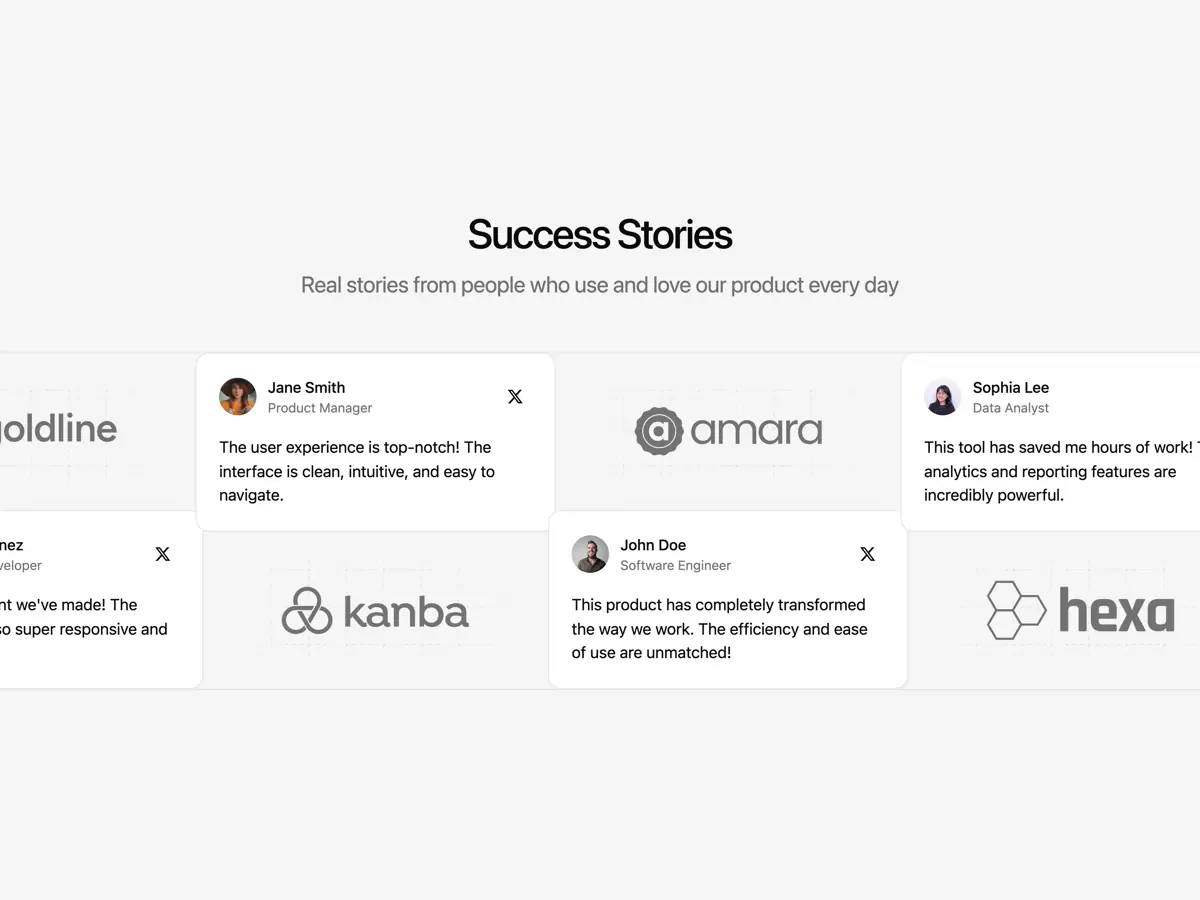 Success Stories
Real stories from people who use and love our product every day
oldline
Jane Smith
Product Manager
The user experience is top-notch! The
interface is clean, intuitive, and easy to
navigate.
amara
Sophia Lee
Data Analyst
This tool has saved me hours of work!
analytics and reporting features are
incredibly powerful.
nez
veloper
nt we've made! The
so super responsive and
kanba
John Doe
Software Engineer
This product has completely transformed
the way we work. The efficiency and ease
of use are unmatched!
hexa